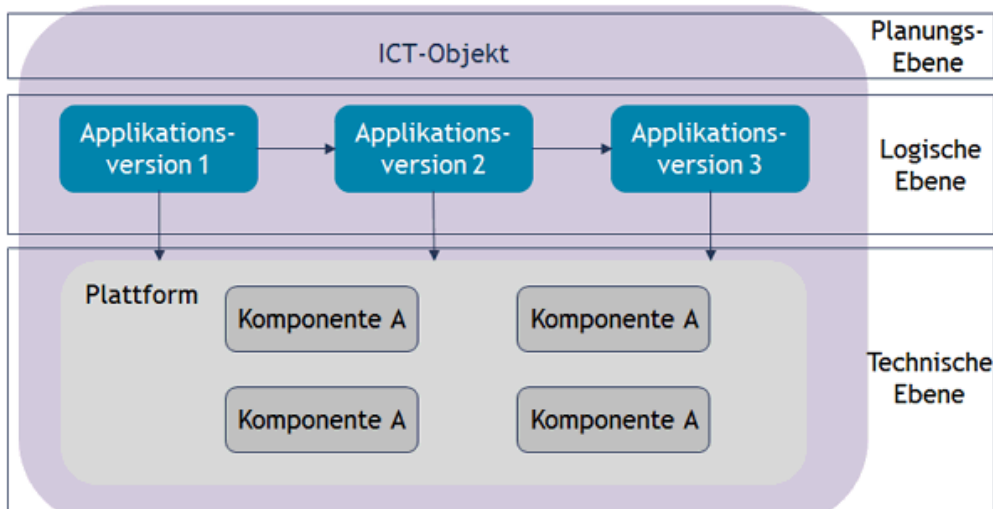 ICT-Objekt
Planungs-
Ebene
Applikations-
version 1
Applikations-
version 2
Applikations-
version 3
Logische
Ebene
Plattform
Komponente A
Komponente A
Komponente A
Komponente A
Technische
Ebene